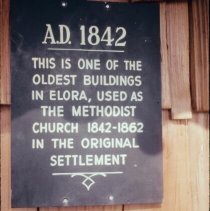 A.D. 1842
THIS IS ONE OF THE
OLDEST BUILDINGS
IN ELORA, USED AS
THE METHODIST
CHURCH 1842-1862
IN THE ORIGINAL
SETTLEMENT